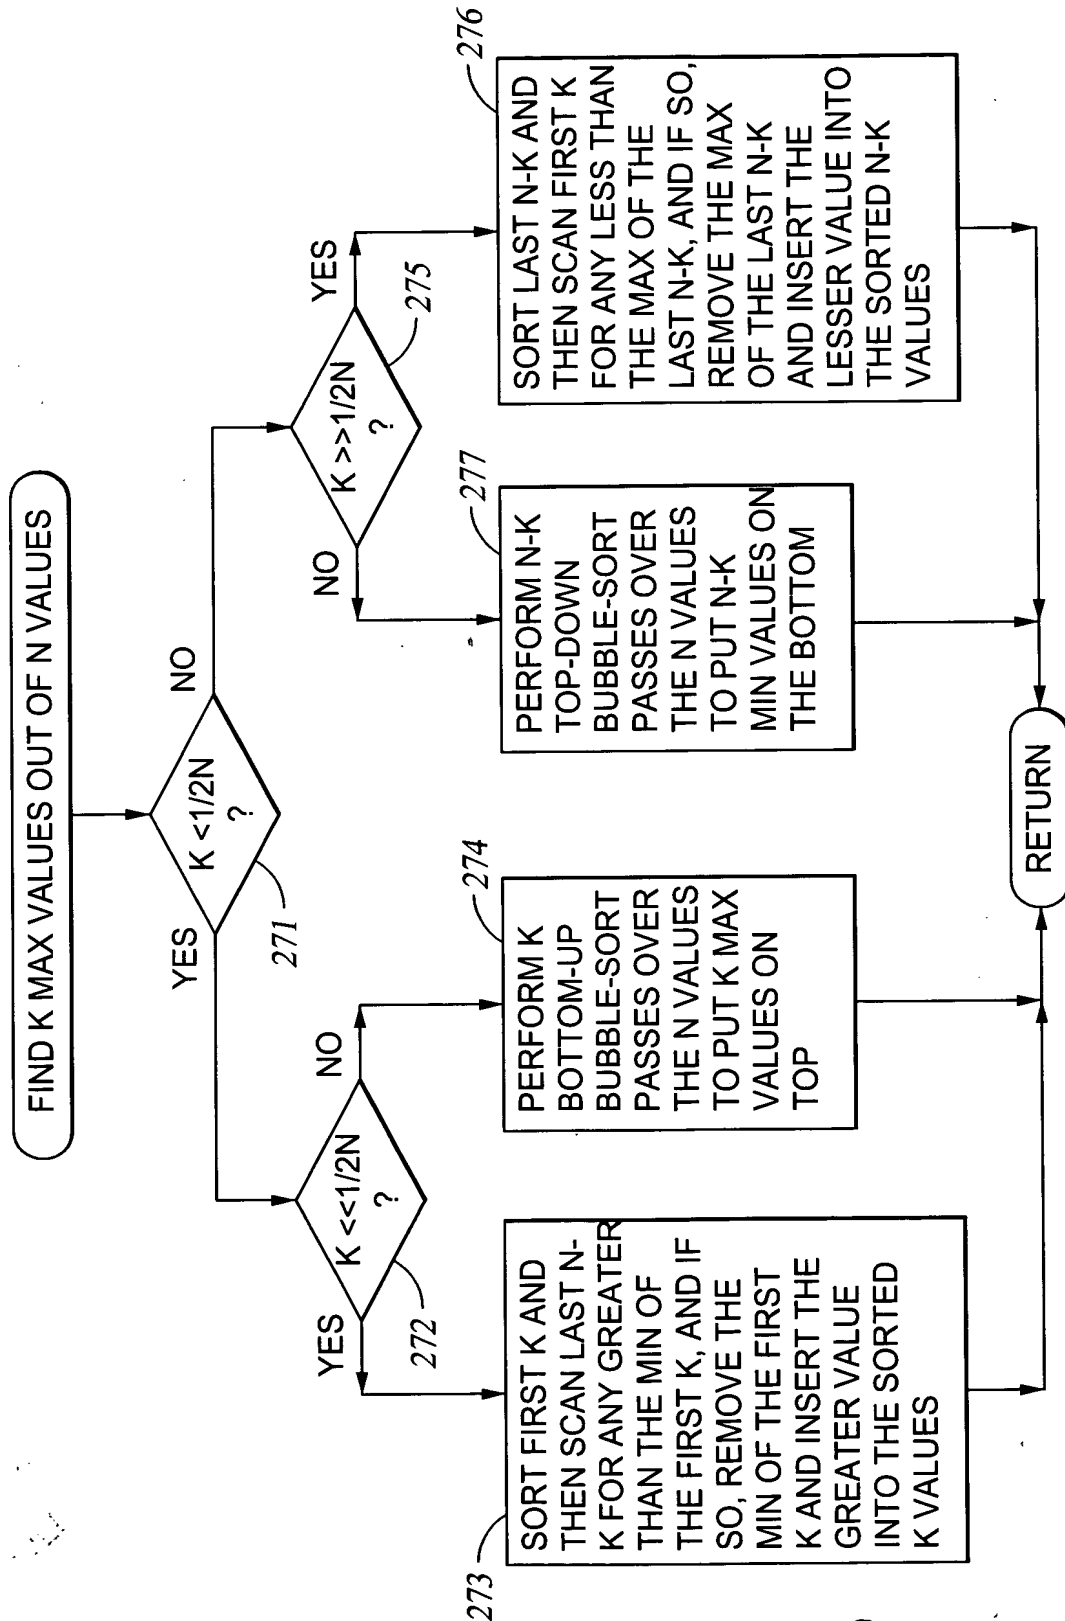 FIND K MAX VALUES OUT OF N VALUES
K <1/2N
?
271
YES
NO
K <<1/2N
?
272
YES
NO
K >>1/2N
?
275
NO
YES
273
SORT FIRST K AND
THEN SCAN LAST N-
K FOR ANY GREATER
THAN THE MIN OF
THE FIRST K, AND IF
SO, REMOVE THE
MIN OF THE FIRST
K AND INSERT THE
GREATER VALUE
INTO THE SORTED
K VALUES
274
PERFORM K
BOTTOM-UP
BUBBLE-SORT
PASSES OVER
THE N VALUES
TO PUT K MAX
VALUES ON
TOP
277
PERFORM N-K
TOP-DOWN
BUBBLE-SORT
PASSES OVER
THE N VALUES
TO PUT N-K
MIN VALUES ON
THE BOTTOM
276
SORT LAST N-K AND
THEN SCAN FIRST K
FOR ANY LESS THAN
THE MAX OF THE
LAST N-K, AND IF SO,
REMOVE THE MAX
OF THE LAST N-K
AND INSERT THE
LESSER VALUE INTO
THE SORTED N-K
VALUES
RETURN